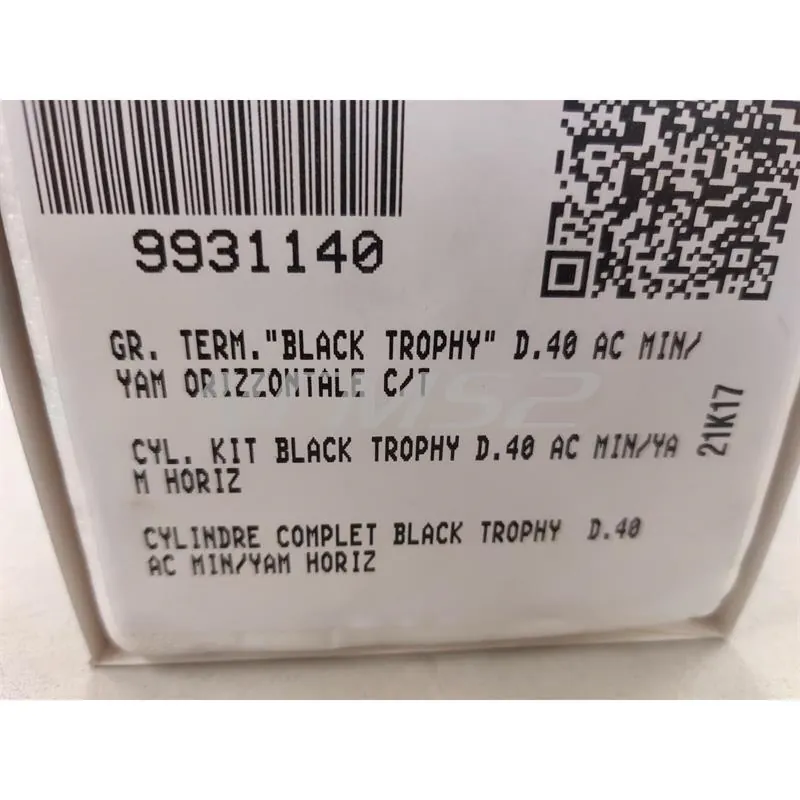 9931140
GR. TERM."BLACK TROPHY" D.40 AC MIN/
YAM ORIZZONTALE C/T
CYL. KIT BLACK TROPHY D.40 AC MIN/YA
M HORIZ
CYLINDRE COMPLET BLACK TROPHY D.40
AC MIN/YAM HORIZ
21K17